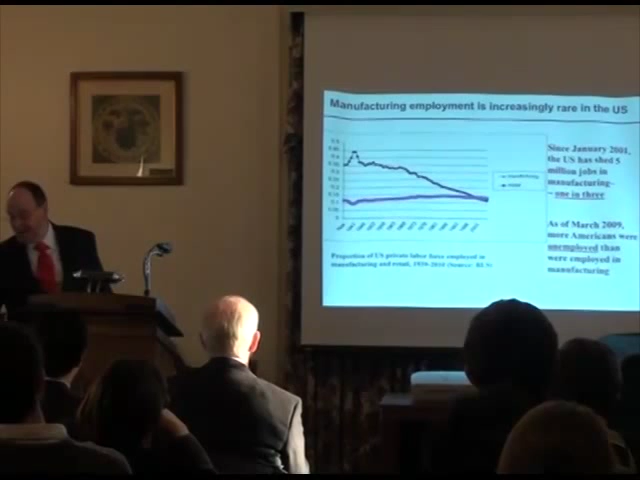 Manufacturing employment is increasingly rare in the US
Since January 2001,
the US has shed 5
million jobs in
manufacturing–
– one in three
As of March 2009,
more Americans were
unemployed than
were employed in
manufacturing
manufacturing
retail
Proportion of US private labor force employed in
manufacturing and retail, 1939-2010 (Source: BLS)